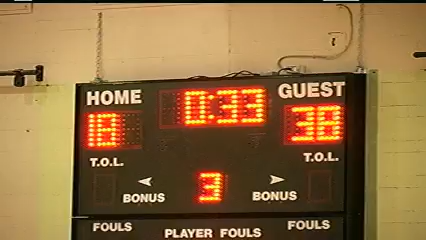 HOME 0:33 GUEST
18 38
T.O.L. T.O.L.
BONUS 3 BONUS
FOULS PLAYER FOULS FOULS